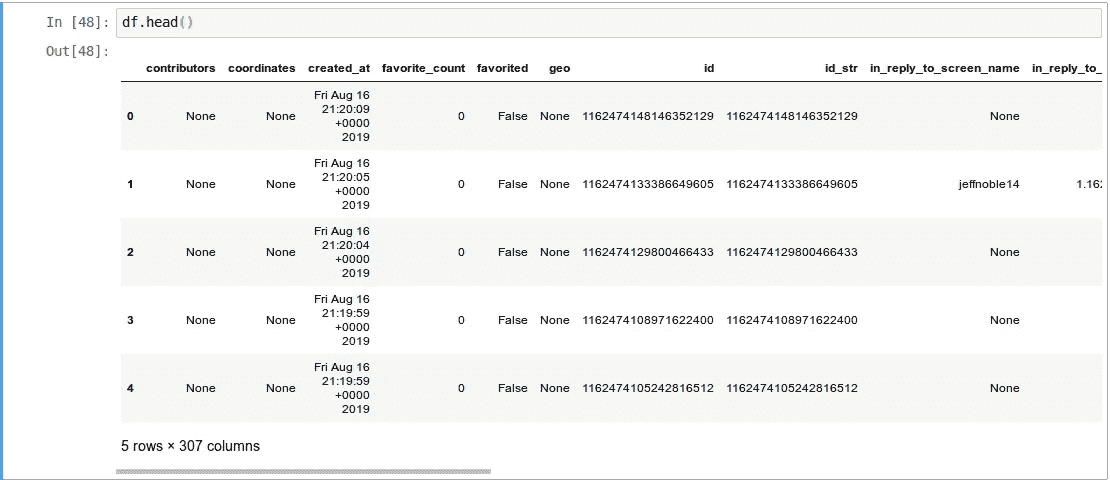 In [48]: df.head()
Out[48]:
contributors coordinates created_at favorite_count favorited geo id id_str in_reply_to_screen_name in_reply_to_
Fri Aug 16
21:20:09
0 None None +0000 0 False None 1162474148146352129 1162474148146352129 None
2019
Fri Aug 16
21:20:05
1 None None +0000 0 False None 1162474133386649605 1162474133386649605 jeffnoble14 1.162
2019
Fri Aug 16
21:20:04
2 None None +0000 0 False None 1162474129800466433 1162474129800466433 None
2019
Fri Aug 16
21:19:59
3 None None +0000 0 False None 1162474108971622400 1162474108971622400 None
2019
Fri Aug 16
21:19:59
4 None None +0000 0 False None 1162474105242816512 1162474105242816512 None
2019
5 rows × 307 columns